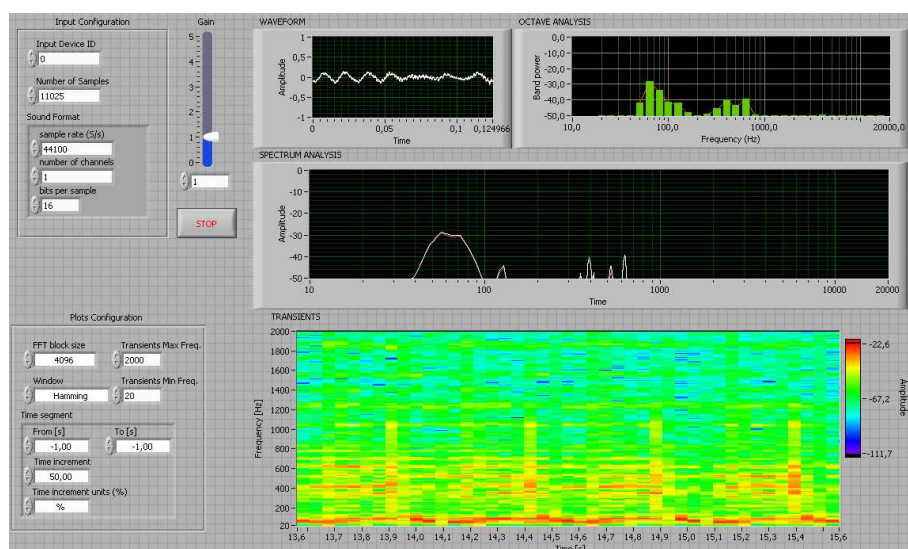 Input Configuration
Input Device ID
0
Number of Samples
11025
Sound Format
sample rate (S/s)
44100
number of channels
1
bits per sample
16
Gain
5
4
3
2
1
0
1
STOP
WAVEFORM
Amplitude
1
0,5
0
-0,5
-1
0 0,05 0,1 0,124966
Time
OCTAVE ANALYSIS
Band power
0,0
-10,0
-20,0
-30,0
-40,0
-50,0
10,0 100,0 1000,0 20000,0
Frequency (Hz)
SPECTRUM ANALYSIS
Amplitude
0
-10
-20
-30
-40
-50
10 100 1000 10000 20000
Time
Plots Configuration
FFT block size
4096
Transients Max Freq.
2000
Window
Hamming
Transients Min Freq.
20
Time segment
From [s]
-1,00
To [s]
-1,00
Time increment
50,00
Time increment units (%)
%
TRANSIENTS
Frequency [Hz]
2000
1800
1600
1400
1200
1000
800
600
400
200
20
13,6 13,7 13,8 13,9 14,0 14,1 14,2 14,3 14,4 14,5 14,6 14,7 14,8 14,9 15,0 15,1 15,2 15,3 15,4 15,6
Time [s]
-22,6
-67,2
-111,7
Amplitude